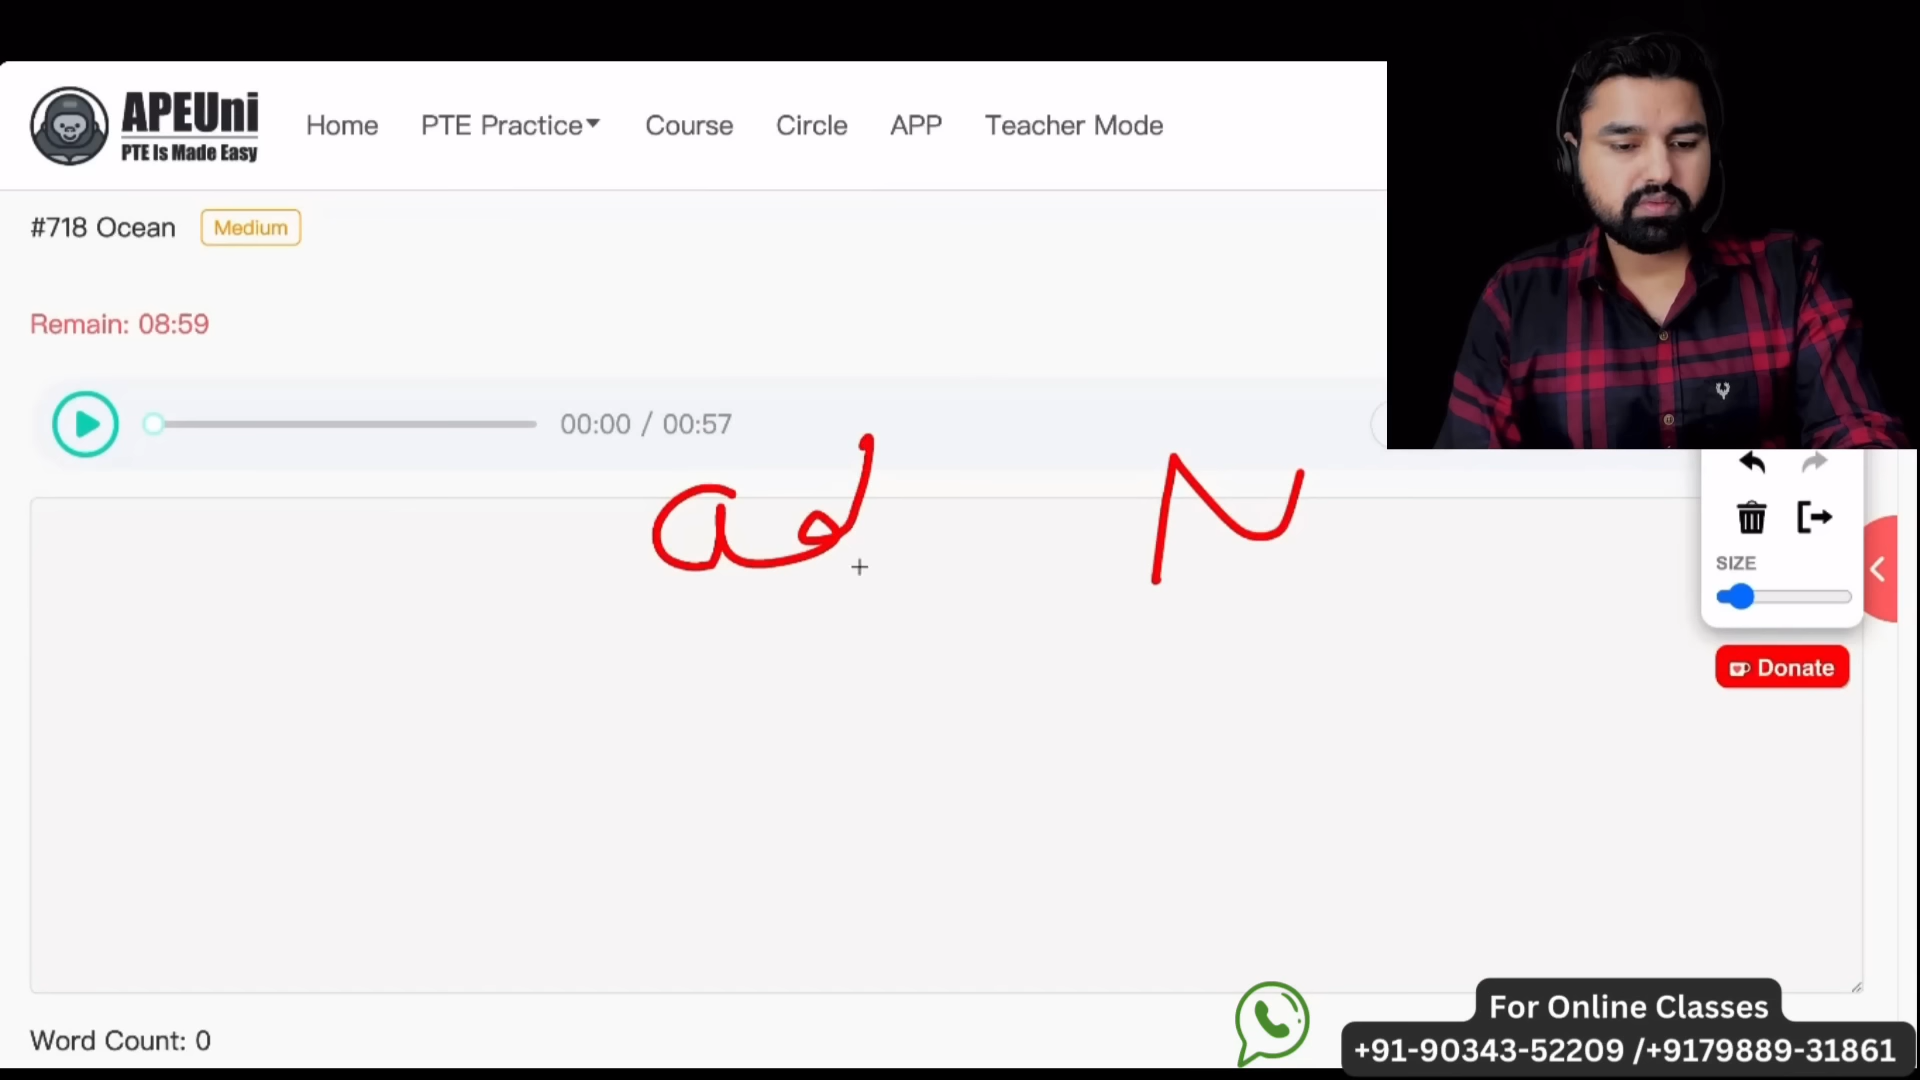 APEUni
PTE Is Made Easy
Home PTE Practice Course Circle APP Teacher Mode
#718 Ocean Medium
Remain: 08:59
00:00 / 00:57
ad N
SIZE
Donate
Word Count: 0
For Online Classes
+91-90343-52209 /+9179889-31861